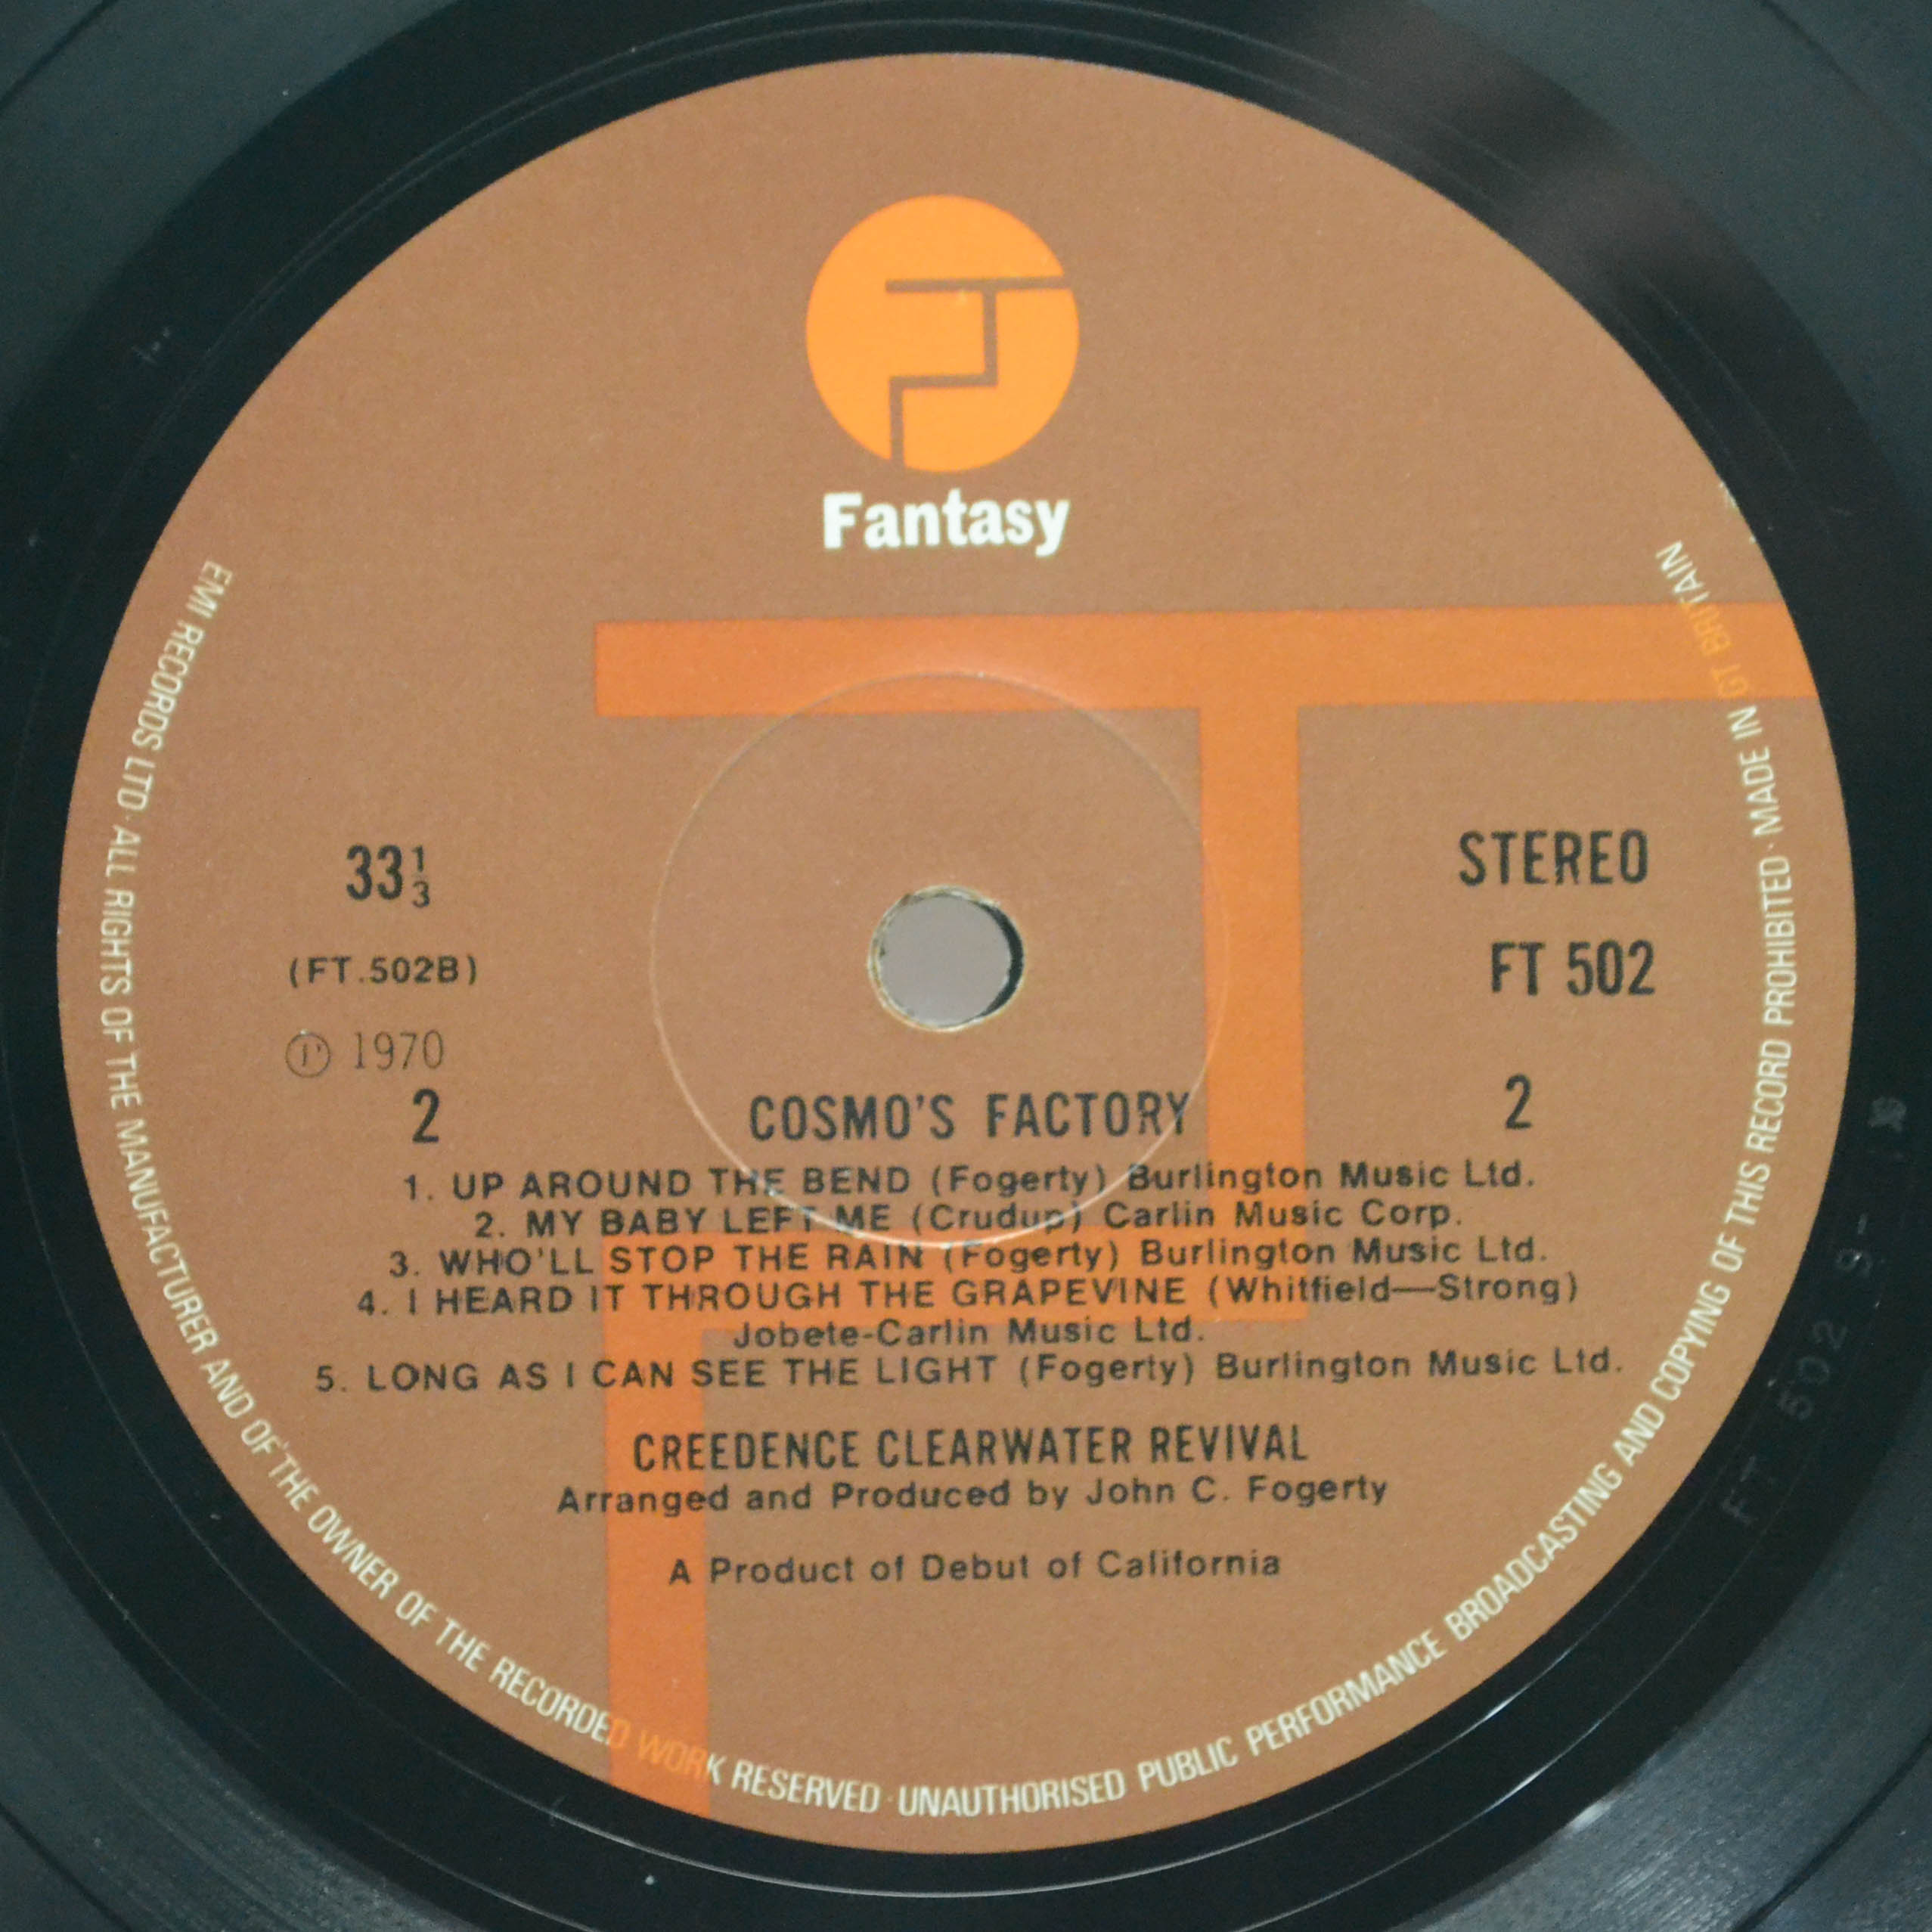 Fantasy
EMI RECORDS LTD · ALL RIGHTS OF THE MANUFACTURER AND OF THE OWNER OF THE RECORDED WORK RESERVED · UNAUTHORISED PUBLIC PERFORMANCE BROADCASTING AND COPYING OF THIS RECORD PROHIBITED · MADE IN GT BRITAIN
33⅓
STEREO
(FT.502B)
FT 502
Ⓟ 1970
2 COSMO'S FACTORY 2
1. UP AROUND THE BEND (Fogerty) Burlington Music Ltd.
2. MY BABY LEFT ME (Crudup) Carlin Music Corp.
3. WHO'LL STOP THE RAIN (Fogerty) Burlington Music Ltd.
4. I HEARD IT THROUGH THE GRAPEVINE (Whitfield—Strong)
Jobete-Carlin Music Ltd.
5. LONG AS I CAN SEE THE LIGHT (Fogerty) Burlington Music Ltd.
CREEDENCE CLEARWATER REVIVAL
Arranged and Produced by John C. Fogerty
A Product of Debut of California
FT 502